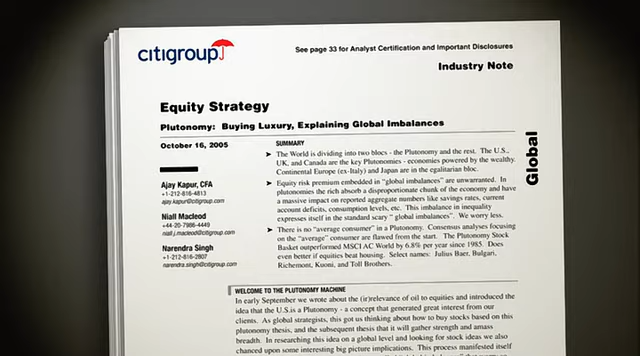 citigroup
See page 33 for Analyst Certification and Important Disclosures
Industry Note
Equity Strategy
Plutonomy: Buying Luxury, Explaining Global Imbalances
October 16, 2005
Ajay Kapur, CFA
+1-212-816-4813
ajay.kapur@citigroup.com
Niall Macleod
+44-20-7986-4449
niall.j.macleod@citigroup.com
Narendra Singh
+1-212-816-2807
narendra.singh@citigroup.com
SUMMARY
➤ The World is dividing into two blocs - the Plutonomy and the rest. The U.S.,
UK, and Canada are the key Plutonomies - economies powered by the wealthy.
Continental Europe (ex-Italy) and Japan are in the egalitarian bloc.
➤ Equity risk premium embedded in "global imbalances" are unwarranted. In
plutonomies the rich absorb a disproportionate chunk of the economy and have
a massive impact on reported aggregate numbers like savings rates, current
account deficits, consumption levels, etc. This imbalance in inequality
expresses itself in the standard scary " global imbalances". We worry less.
➤ There is no "average consumer" in a Plutonomy. Consensus analyses focusing
on the "average" consumer are flawed from the start. The Plutonomy Stock
Basket outperformed MSCI AC World by 6.8% per year since 1985. Does
even better if equities beat housing. Select names: Julius Baer, Bulgari,
Richemont, Kuoni, and Toll Brothers.
Global
WELCOME TO THE PLUTONOMY MACHINE
In early September we wrote about the (ir)relevance of oil to equities and introduced the
idea that the U.S.is a Plutonomy - a concept that generated great interest from our
clients. As global strategists, this got us thinking about how to buy stocks based on this
plutonomy thesis, and the subsequent thesis that it will gather strength and amass
breadth. In researching this idea on a global level and looking for stock ideas we also
chanced upon some interesting big picture implications. This process manifested itself